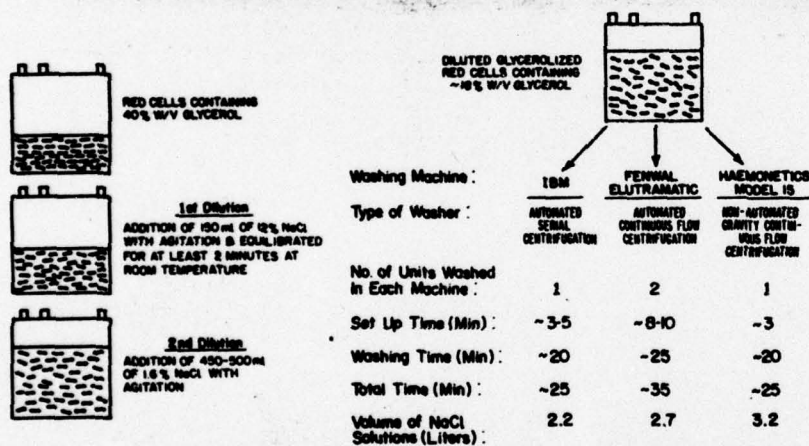 RED CELLS CONTAINING
40% W/V GLYCEROL
1st Dilution
ADDITION OF 150 ml OF 12% NaCl
WITH AGITATION & EQUILIBRATED
FOR AT LEAST 2 MINUTES AT
ROOM TEMPERATURE
2nd Dilution
ADDITION OF 450-500 ml
OF 1.6% NaCl WITH
AGITATION
DILUTED GLYCEROLIZED
RED CELLS CONTAINING
~18% W/V GLYCEROL
Washing Machine: IBM FENWAL ELUTRAMATIC HAEMONETICS MODEL 15
Type of Washer: AUTOMATED SERIAL CENTRIFUGATION AUTOMATED CONTINUOUS FLOW CENTRIFUGATION NON-AUTOMATED GRAVITY CONTIN-UOUS FLOW CENTRIFUGATION
No. of Units Washed
In Each Machine: 1 2 1
Set Up Time (Min): ~3-5 ~8-10 ~3
Washing Time (Min): ~20 ~25 ~20
Total Time (Min): ~25 ~35 ~25
Volume of NaCl
Solutions (Liters): 2.2 2.7 3.2